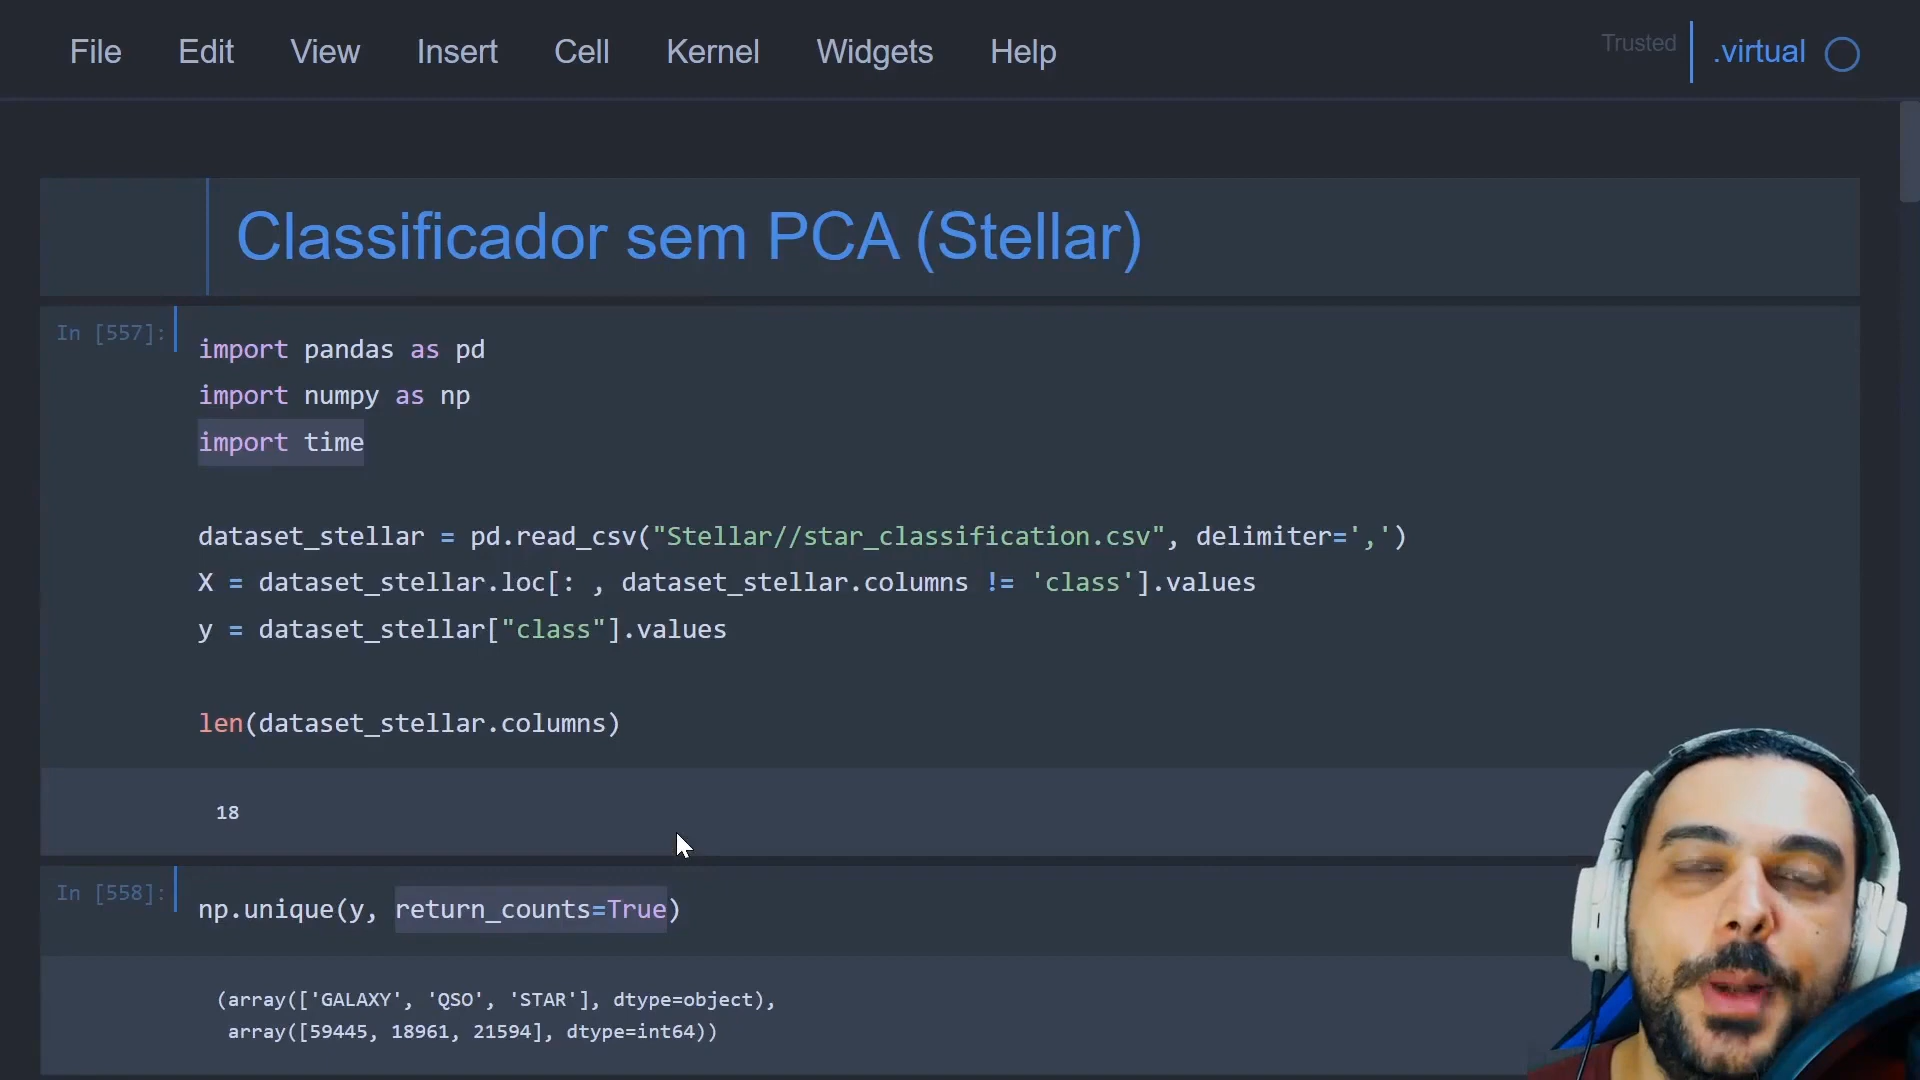 File Edit View Insert Cell Kernel Widgets Help Trusted .virtual
Classificador sem PCA (Stellar)
In [557]:
import pandas as pd
import numpy as np
import time
dataset_stellar = pd.read_csv("Stellar//star_classification.csv", delimiter=',')
X = dataset_stellar.loc[: , dataset_stellar.columns != 'class'].values
y = dataset_stellar["class"].values
len(dataset_stellar.columns)
18
In [558]:
np.unique(y, return_counts=True)
(array(['GALAXY', 'QSO', 'STAR'], dtype=object),
array([59445, 18961, 21594], dtype=int64))